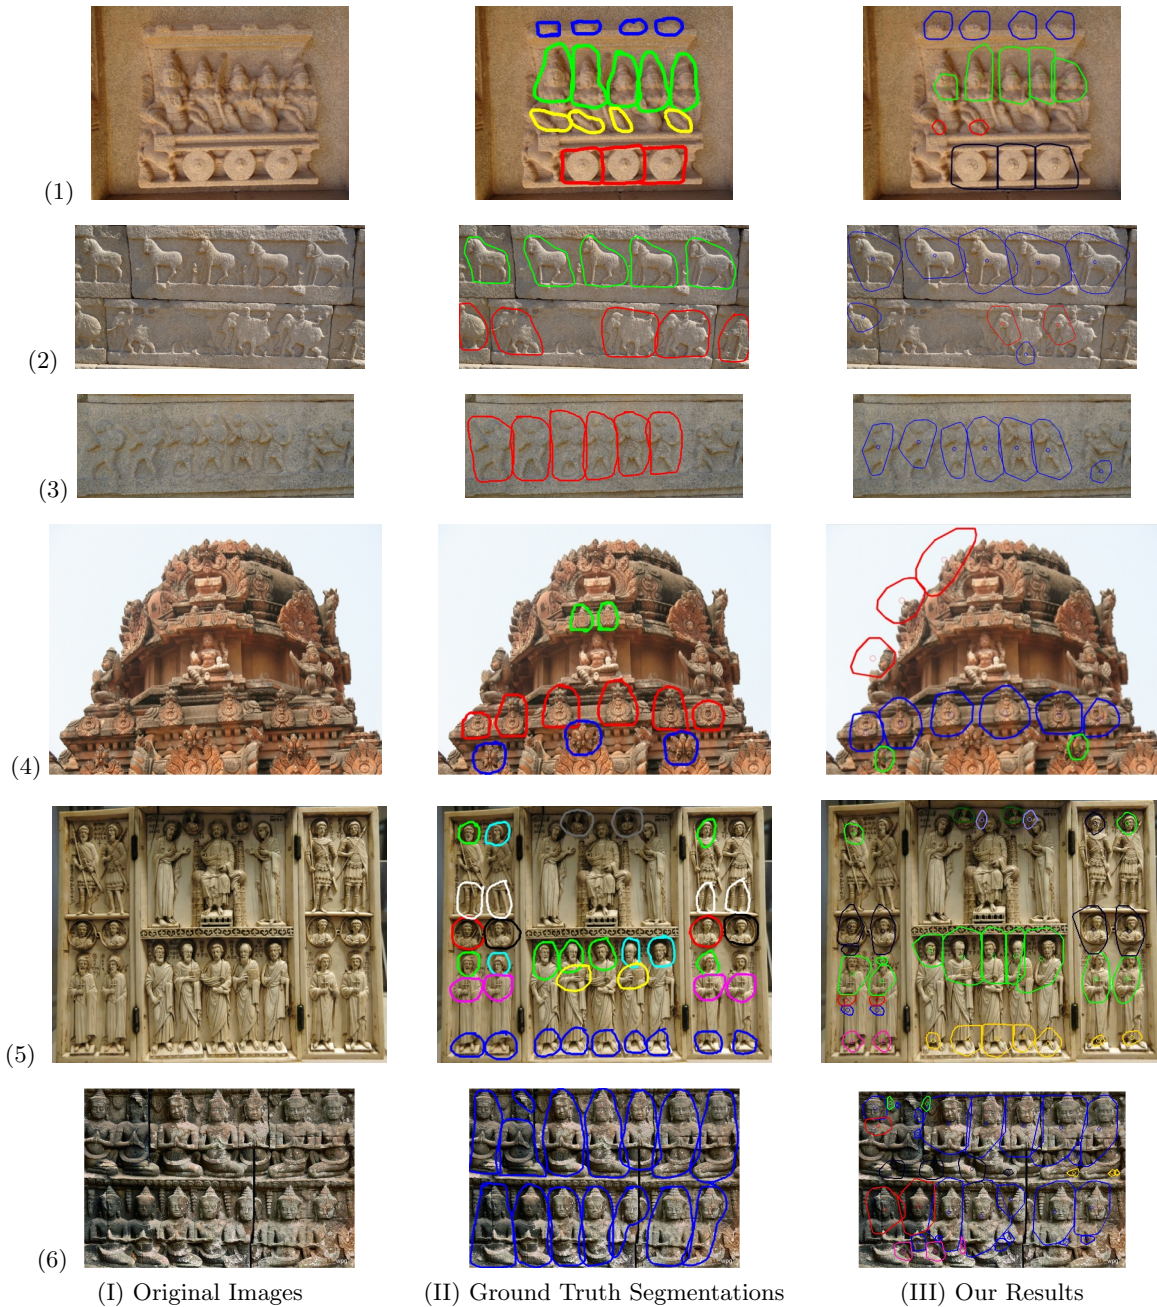 (1)
(2)
(3)
(4)
(5)
(6)
(I) Original Images
(II) Ground Truth Segmentations
(III) Our Results